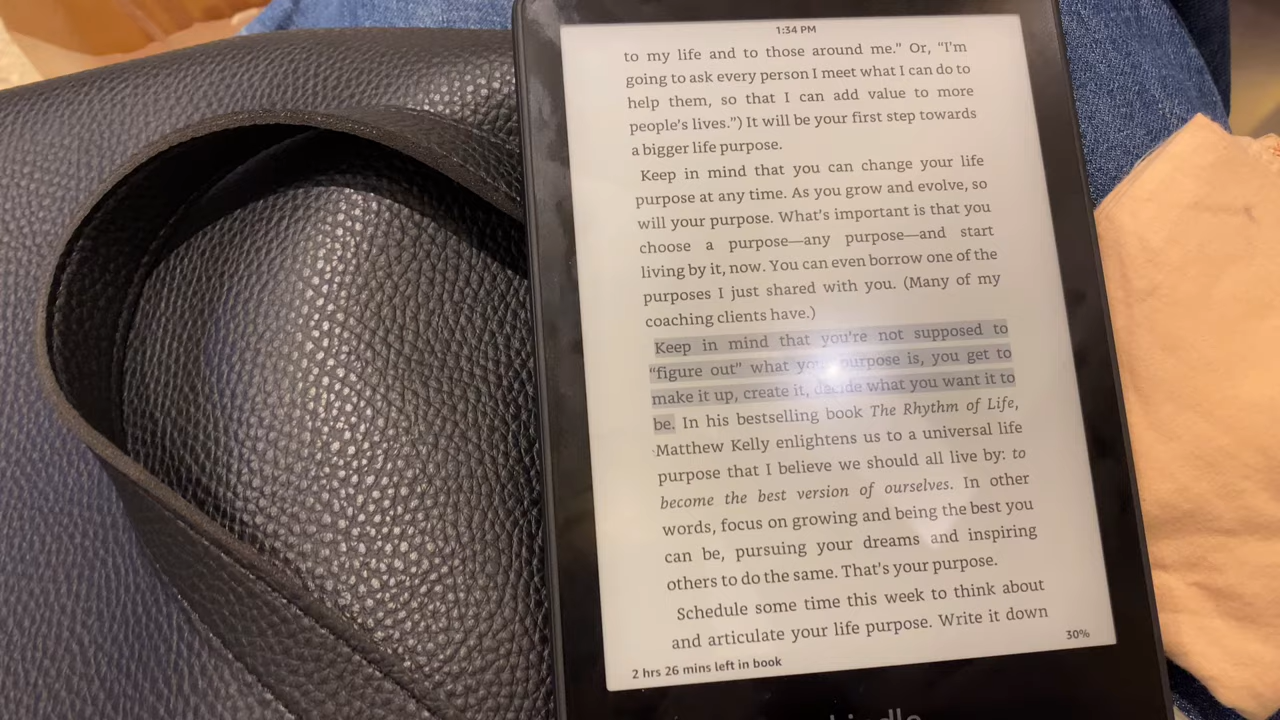 1:34 PM
to my life and to those around me.” Or, “I'm
going to ask every person I meet what I can do to
help them, so that I can add value to more
people's lives.”) It will be your first step towards
a bigger life purpose.
Keep in mind that you can change your life
purpose at any time. As you grow and evolve, so
will your purpose. What's important is that you
choose a purpose—any purpose—and start
living by it, now. You can even borrow one of the
purposes I just shared with you. (Many of my
coaching clients have.)
Keep in mind that you're not supposed to
“figure out” what your purpose is, you get to
make it up, create it, decide what you want it to
be. In his bestselling book The Rhythm of Life,
Matthew Kelly enlightens us to a universal life
purpose that I believe we should all live by: to
become the best version of ourselves. In other
words, focus on growing and being the best you
can be, pursuing your dreams and inspiring
others to do the same. That's your purpose.
Schedule some time this week to think about
and articulate your life purpose. Write it down
2 hrs 26 mins left in book
30%
kindle